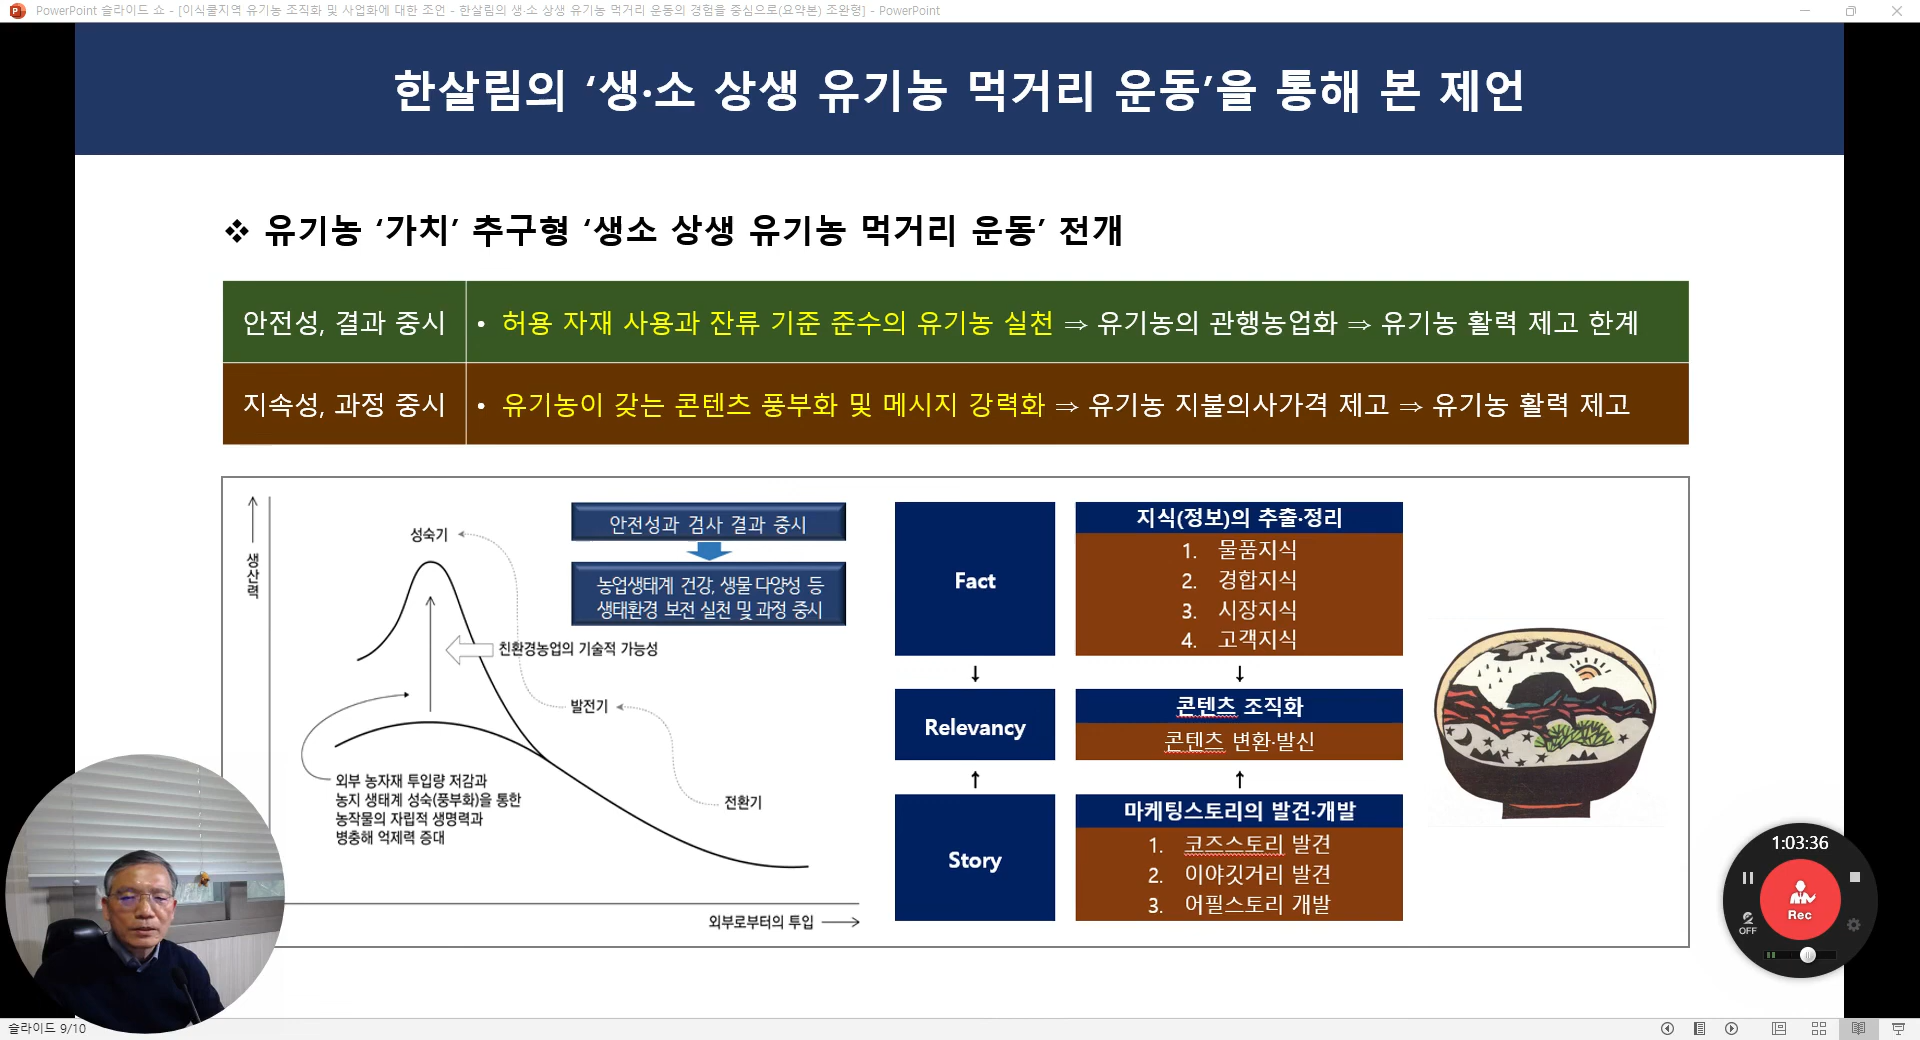 PowerPoint 슬라이드 쇼 - [이식쿨지역 유기농 조직화 및 사업화에 대한 조언 - 한살림의 생·소 상생 유기농 먹거리 운동의 경험을 중심으로(요약본) 조완형] - PowerPoint
한살림의 ‘생·소 상생 유기농 먹거리 운동’을 통해 본 제언
❖ 유기농 ‘가치’ 추구형 ‘생소 상생 유기농 먹거리 운동’ 전개
안전성, 결과 중시
• 허용 자재 사용과 잔류 기준 준수의 유기농 실천 ⇒ 유기농의 관행농업화 ⇒ 유기농 활력 제고 한계
지속성, 과정 중시
• 유기농이 갖는 콘텐츠 풍부화 및 메시지 강력화 ⇒ 유기농 지불의사가격 제고 ⇒ 유기농 활력 제고
생산력
성숙기
안전성과 검사 결과 중시
농업생태계 건강, 생물 다양성 등
생태환경 보전 실천 및 과정 중시
친환경농업의 기술적 가능성
발전기
전환기
외부 농자재 투입량 저감과
농지 생태계 성숙(풍부화)을 통한
농작물의 자립적 생명력과
병충해 억제력 증대
외부로부터의 투입
Fact
지식(정보)의 추출·정리
1. 물품지식
2. 경합지식
3. 시장지식
4. 고객지식
↓ ↓
Relevancy
콘텐츠 조직화
콘텐츠 변환·발신
↑ ↑
Story
마케팅스토리의 발견·개발
1. 코즈스토리 발견
2. 이야깃거리 발견
3. 어필스토리 개발
1:03:36
Rec
OFF
슬라이드 9/10